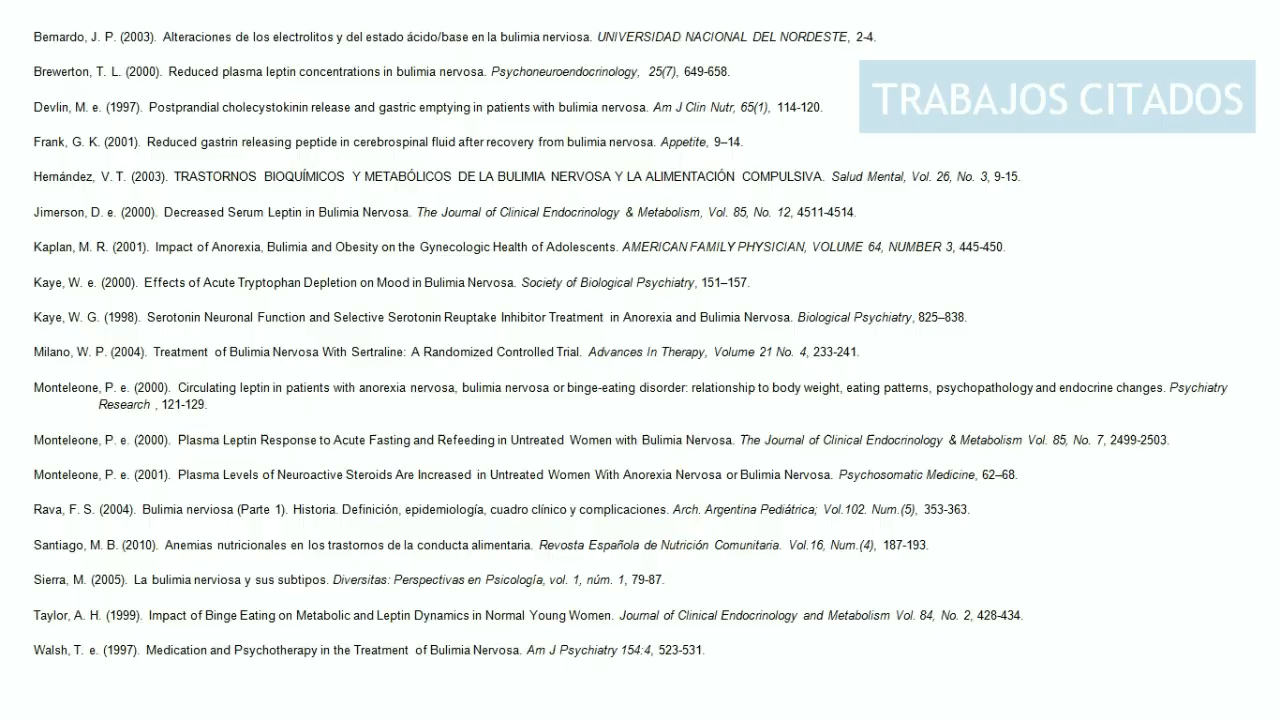 Bernardo, J. P. (2003). Alteraciones de los electrolitos y del estado ácido/base en la bulimia nerviosa. UNIVERSIDAD NACIONAL DEL NORDESTE, 2-4.
Brewerton, T. L. (2000). Reduced plasma leptin concentrations in bulimia nervosa. Psychoneuroendocrinology, 25(7), 649-658.
TRABAJOS CITADOS
Devlin, M. e. (1997). Postprandial cholecystokinin release and gastric emptying in patients with bulimia nervosa. Am J Clin Nutr, 65(1), 114-120.
Frank, G. K. (2001). Reduced gastrin releasing peptide in cerebrospinal fluid after recovery from bulimia nervosa. Appetite, 9–14.
Hernández, V. T. (2003). TRASTORNOS BIOQUÍMICOS Y METABÓLICOS DE LA BULIMIA NERVOSA Y LA ALIMENTACIÓN COMPULSIVA. Salud Mental, Vol. 26, No. 3, 9-15.
Jimerson, D. e. (2000). Decreased Serum Leptin in Bulimia Nervosa. The Journal of Clinical Endocrinology & Metabolism, Vol. 85, No. 12, 4511-4514.
Kaplan, M. R. (2001). Impact of Anorexia, Bulimia and Obesity on the Gynecologic Health of Adolescents. AMERICAN FAMILY PHYSICIAN, VOLUME 64, NUMBER 3, 445-450.
Kaye, W. e. (2000). Effects of Acute Tryptophan Depletion on Mood in Bulimia Nervosa. Society of Biological Psychiatry, 151–157.
Kaye, W. G. (1998). Serotonin Neuronal Function and Selective Serotonin Reuptake Inhibitor Treatment in Anorexia and Bulimia Nervosa. Biological Psychiatry, 825–838.
Milano, W. P. (2004). Treatment of Bulimia Nervosa With Sertraline: A Randomized Controlled Trial. Advances In Therapy, Volume 21 No. 4, 233-241.
Monteleone, P. e. (2000). Circulating leptin in patients with anorexia nervosa, bulimia nervosa or binge-eating disorder: relationship to body weight, eating patterns, psychopathology and endocrine changes. Psychiatry
Research , 121-129.
Monteleone, P. e. (2000). Plasma Leptin Response to Acute Fasting and Refeeding in Untreated Women with Bulimia Nervosa. The Journal of Clinical Endocrinology & Metabolism Vol. 85, No. 7, 2499-2503.
Monteleone, P. e. (2001). Plasma Levels of Neuroactive Steroids Are Increased in Untreated Women With Anorexia Nervosa or Bulimia Nervosa. Psychosomatic Medicine, 62–68.
Rava, F. S. (2004). Bulimia nerviosa (Parte 1). Historia. Definición, epidemiología, cuadro clínico y complicaciones. Arch. Argentina Pediátrica; Vol.102. Num.(5), 353-363.
Santiago, M. B. (2010). Anemias nutricionales en los trastornos de la conducta alimentaria. Revosta Española de Nutrición Comunitaria. Vol.16, Num.(4), 187-193.
Sierra, M. (2005). La bulimia nerviosa y sus subtipos. Diversitas: Perspectivas en Psicología, vol. 1, núm. 1, 79-87.
Taylor, A. H. (1999). Impact of Binge Eating on Metabolic and Leptin Dynamics in Normal Young Women. Journal of Clinical Endocrinology and Metabolism Vol. 84, No. 2, 428-434.
Walsh, T. e. (1997). Medication and Psychotherapy in the Treatment of Bulimia Nervosa. Am J Psychiatry 154:4, 523-531.